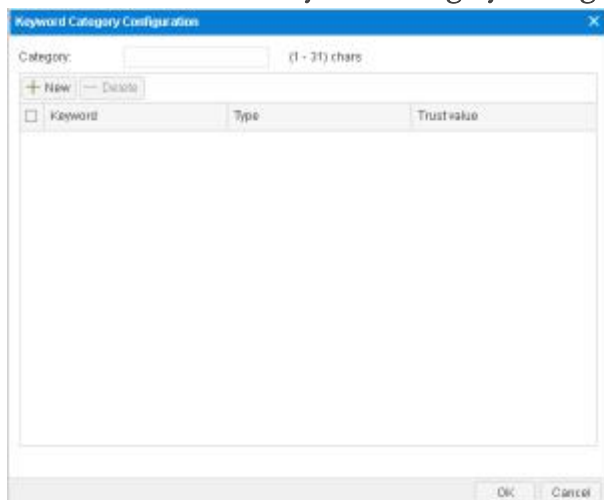 Keyword Category Configuration
Category: (1 - 31) chars
New Delete
Keyword Type Trust value
OK Cancel